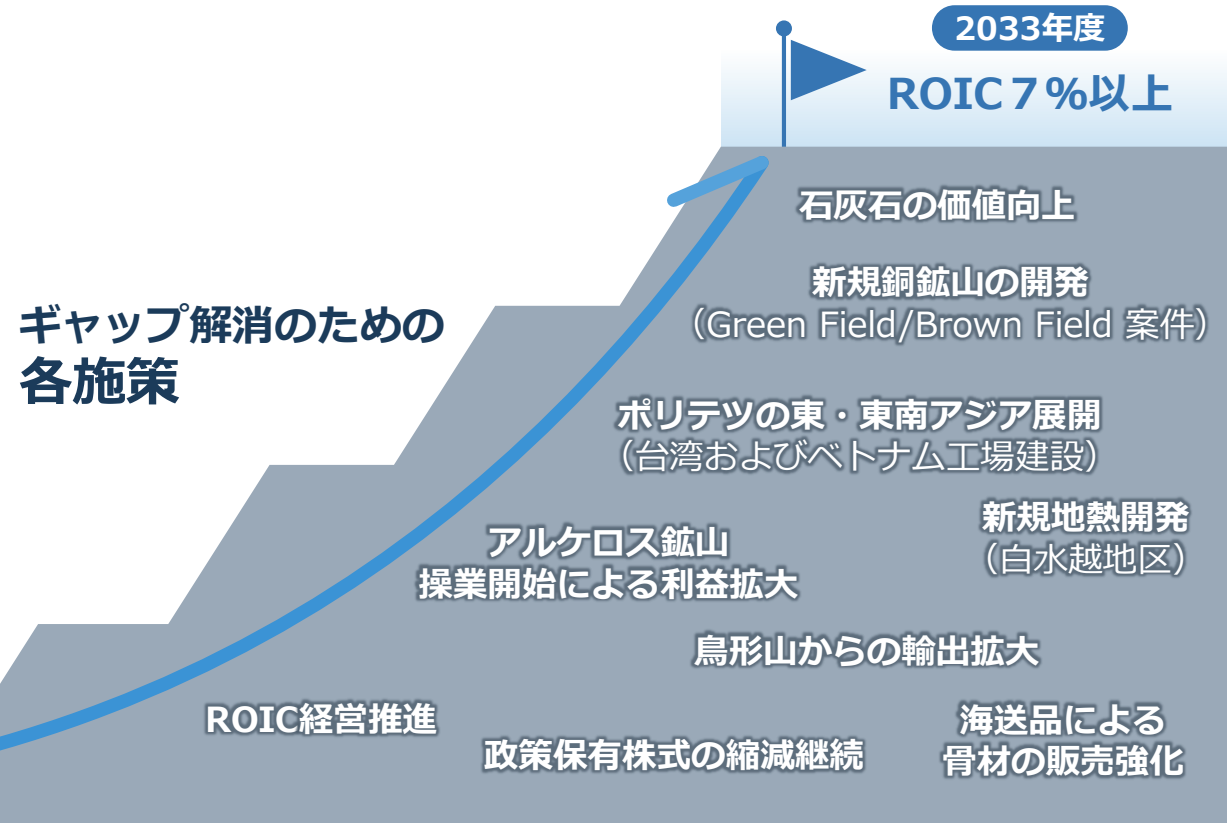 2033年度
ROIC７%以上
石灰石の価値向上
新規銅鉱山の開発
（Green Field/Brown Field 案件）
ギャップ解消のための
各施策
ポリテツの東・東南アジア展開
（台湾およびベトナム工場建設）
新規地熱開発
（白水越地区）
アルケロス鉱山
操業開始による利益拡大
鳥形山からの輸出拡大
ROIC経営推進
政策保有株式の縮減継続
海送品による
骨材の販売強化